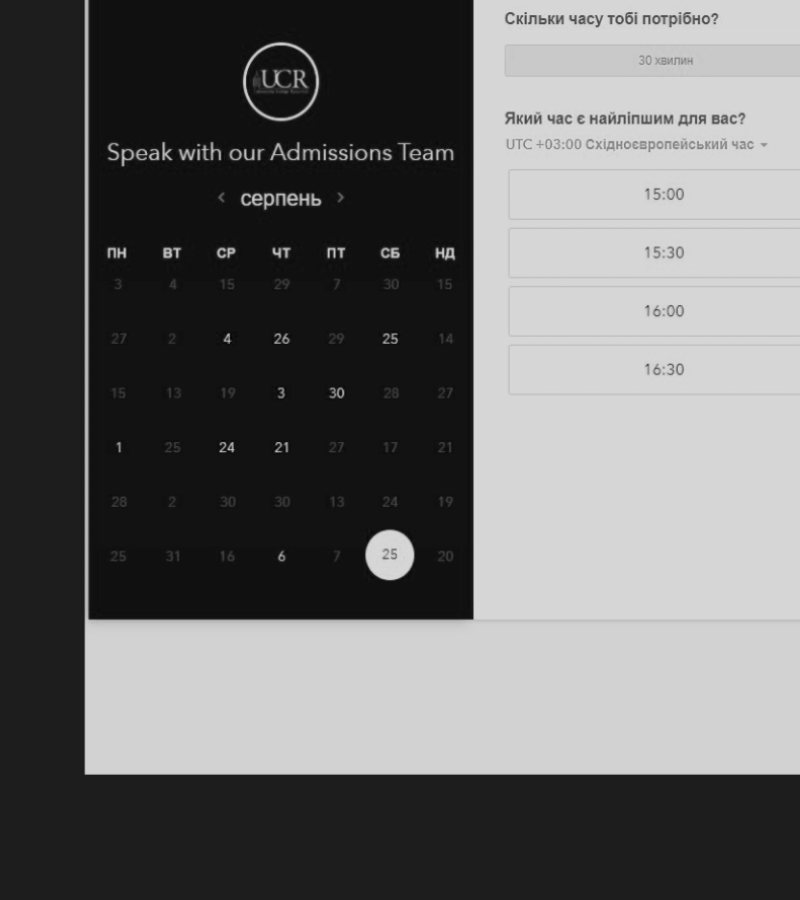 UCR
Speak with our Admissions Team
серпень
ПН ВТ СР ЧТ ПТ СБ НД
3 4 15 29 7 30 15
27 2 4 26 29 25 14
15 13 19 3 30 28 27
1 25 24 21 27 17 21
28 2 30 30 13 24 19
25 31 16 6 7 25 20
Скільки часу тобі потрібно?
30 хвилин
Який час є найліпшим для вас?
UTC +03:00 Східноєвропейський час
15:00
15:30
16:00
16:30